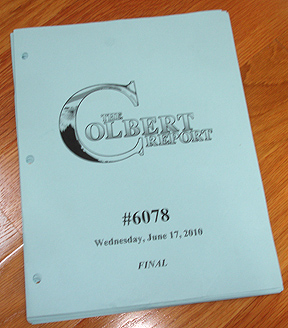 THE
COLBERT
REPORT
#6078
Wednesday, June 17, 2010
FINAL